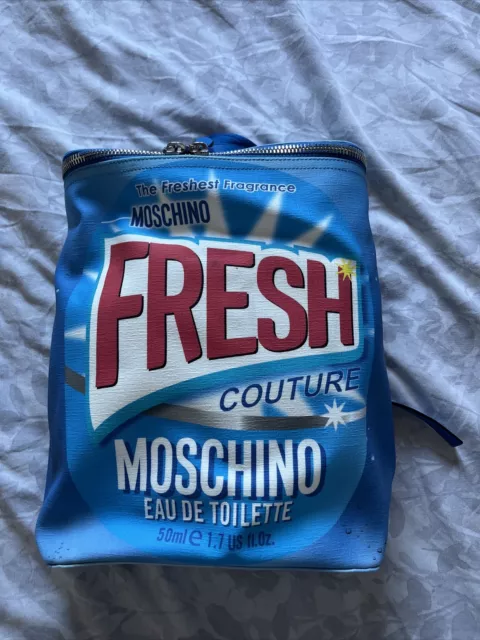 The Freshest Fragrance
MOSCHINO
FRESH
COUTURE
MOSCHINO
EAU DE TOILETTE
50ml e 1.7 US fl.Oz.